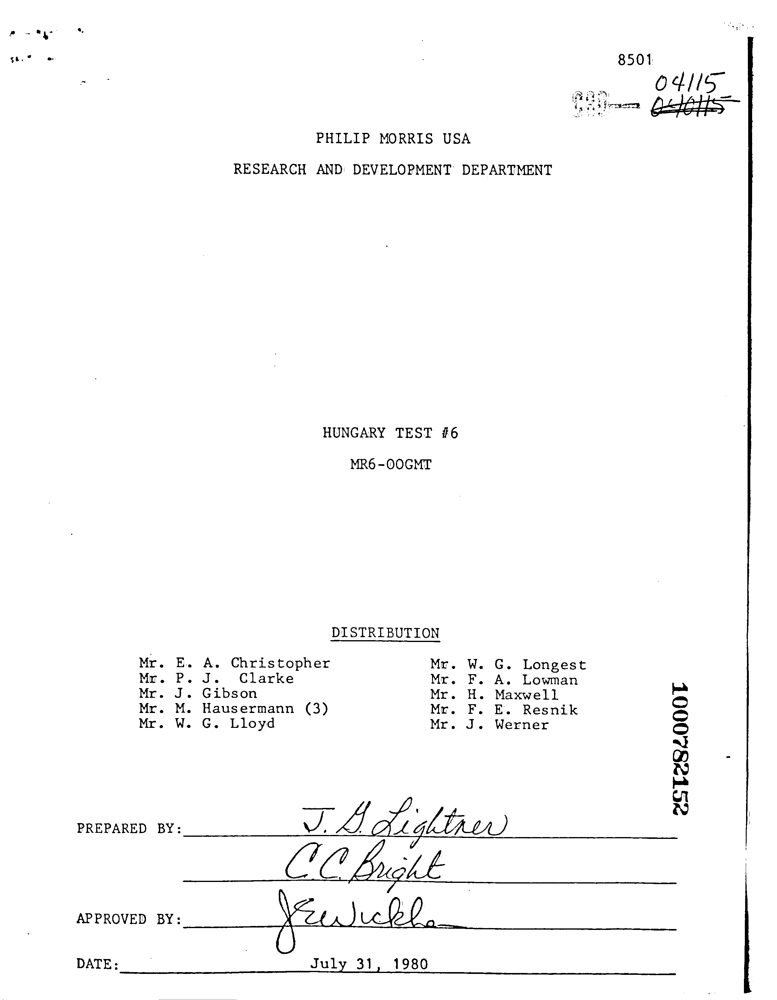 8501
04115
040115
PHILIP MORRIS USA
RESEARCH AND DEVELOPMENT DEPARTMENT
HUNGARY TEST #6
MR6-00GMT
DISTRIBUTION
Mr. E. A. Christopher
Mr. P. J. Clarke
Mr. J. Gibson
Mr. M. Hausermann (3)
Mr. W. G. Lloyd
Mr. W. G. Longest
Mr. F. A. Lowman
Mr. H. Maxwell
Mr. F. E. Resnik
Mr. J. Werner
1000782152
PREPARED BY: J. G. Lightner
C.C. Bright
APPROVED BY:
DATE: July 31, 1980